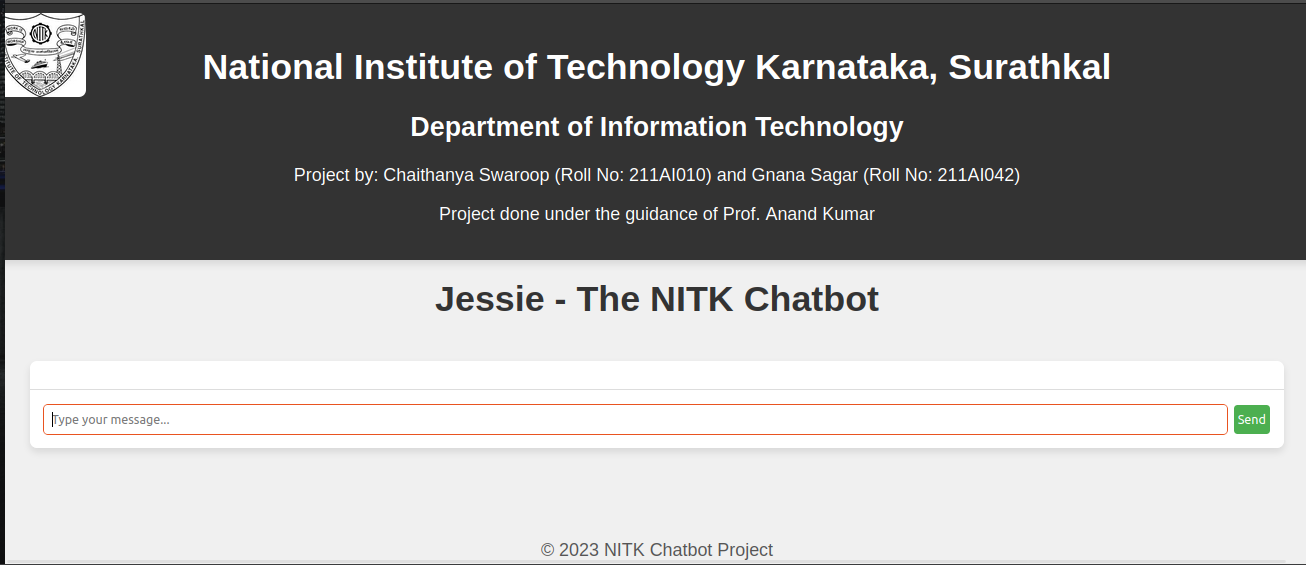 NITK
National Institute of Technology Karnataka, Surathkal
Department of Information Technology
Project by: Chaithanya Swaroop (Roll No: 211AI010) and Gnana Sagar (Roll No: 211AI042)
Project done under the guidance of Prof. Anand Kumar
Jessie - The NITK Chatbot
Type your message...
Send
© 2023 NITK Chatbot Project